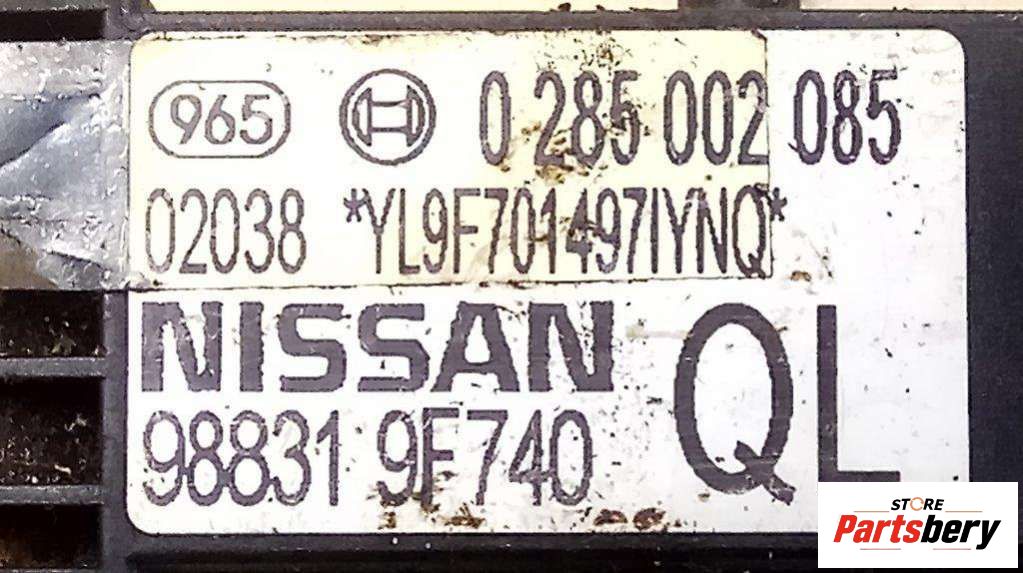 965 0 285 002 085
02038 *YL9F701497IYNQ*
NISSAN QL
98831 9F740
STORE
Partsbery